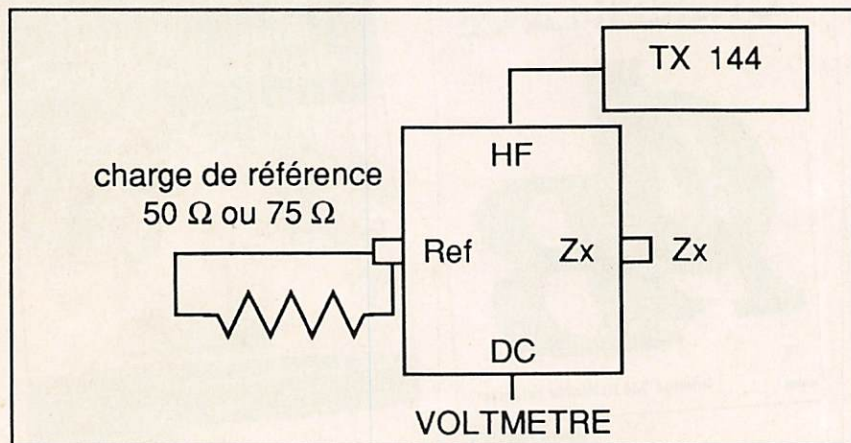 TX 144
HF
charge de référence
50 Ω ou 75 Ω
Ref
Zx
Zx
DC
VOLTMETRE